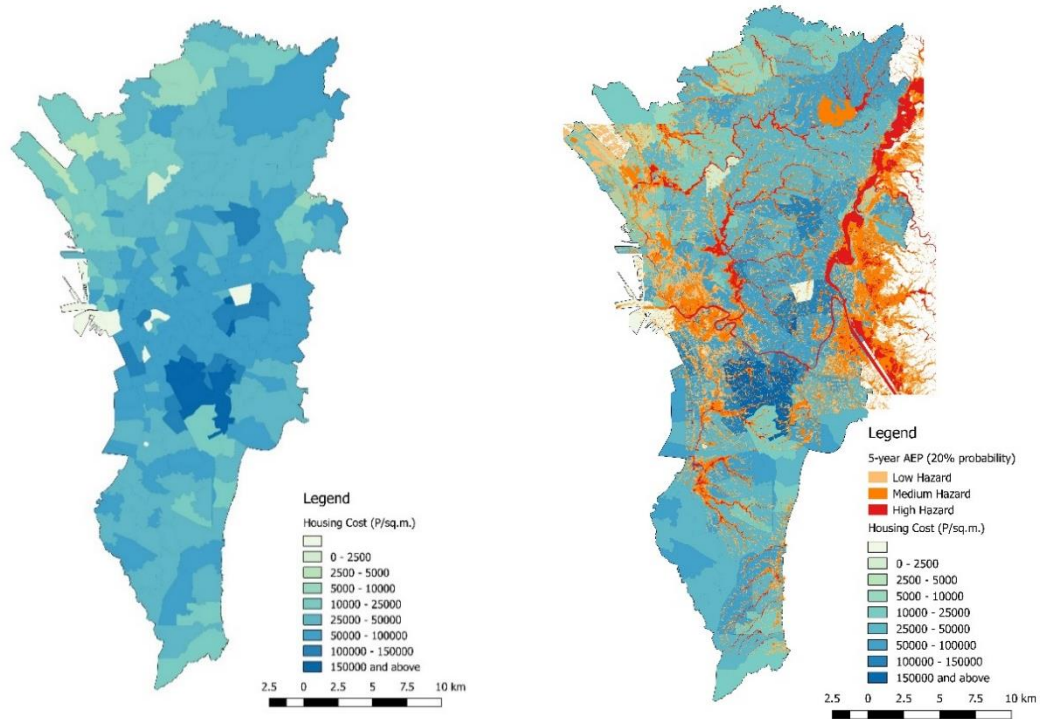 Legend
Housing Cost (P/sq.m.)
0 - 2500
2500 - 5000
5000 - 10000
10000 - 25000
25000 - 50000
50000 - 100000
100000 - 150000
150000 and above
2.5 0 2.5 5 7.5 10 km
Legend
5-year AEP (20% probability)
Low Hazard
Medium Hazard
High Hazard
Housing Cost (P/sq.m.)
0 - 2500
2500 - 5000
5000 - 10000
10000 - 25000
25000 - 50000
50000 - 100000
100000 - 150000
150000 and above
2.5 0 2.5 5 7.5 10 km